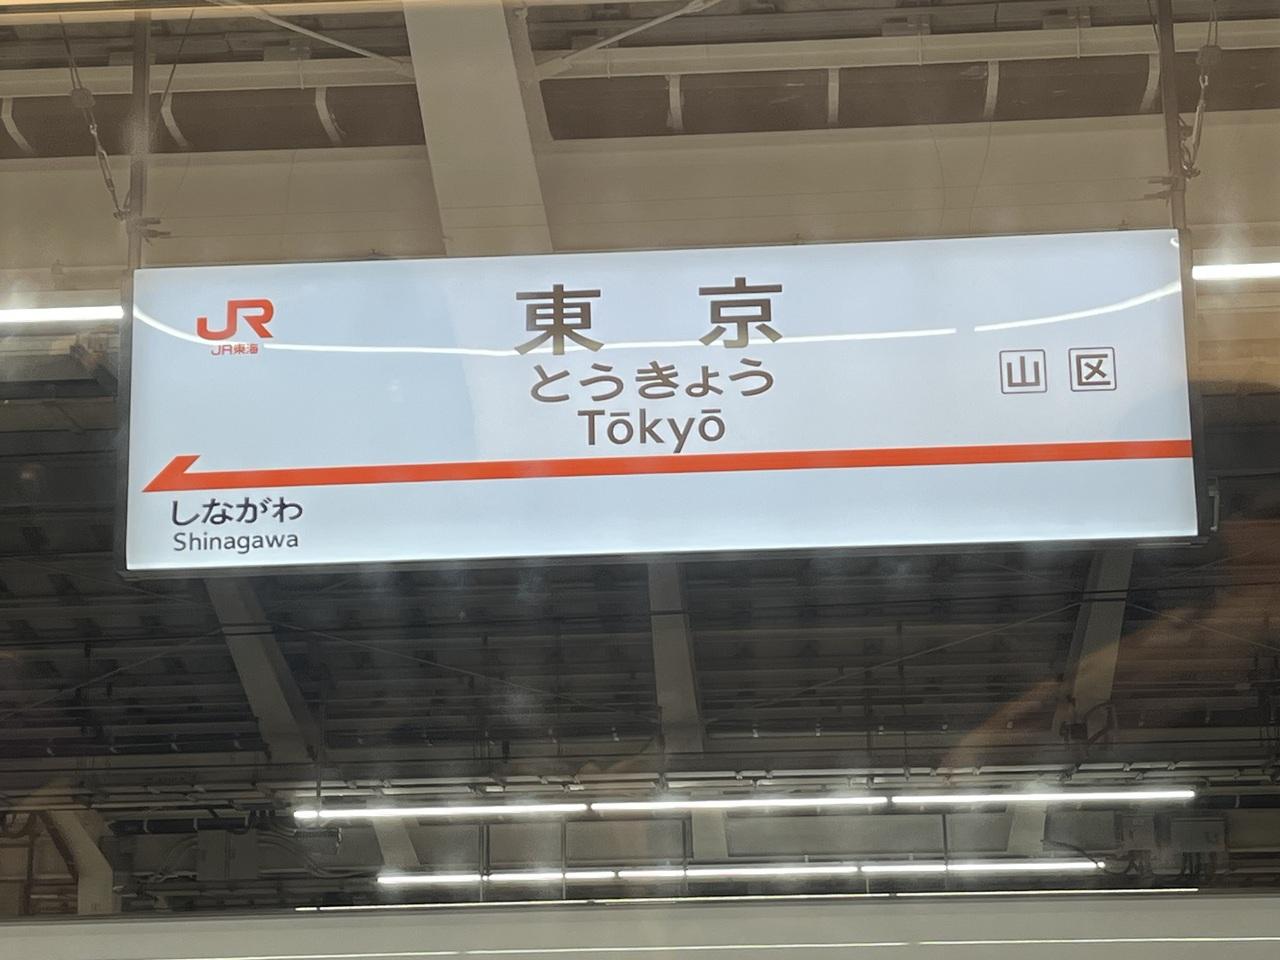 JR
JR東海
東京
とうきょう
Tōkyō
山 区
しながわ
Shinagawa